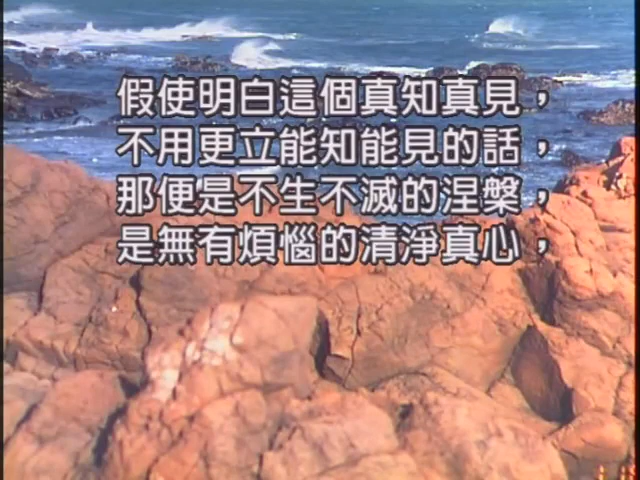 假使明白這個真知真見，
不用更立能知能見的話，
那便是不生不滅的涅槃，
是無有煩惱的清淨真心，